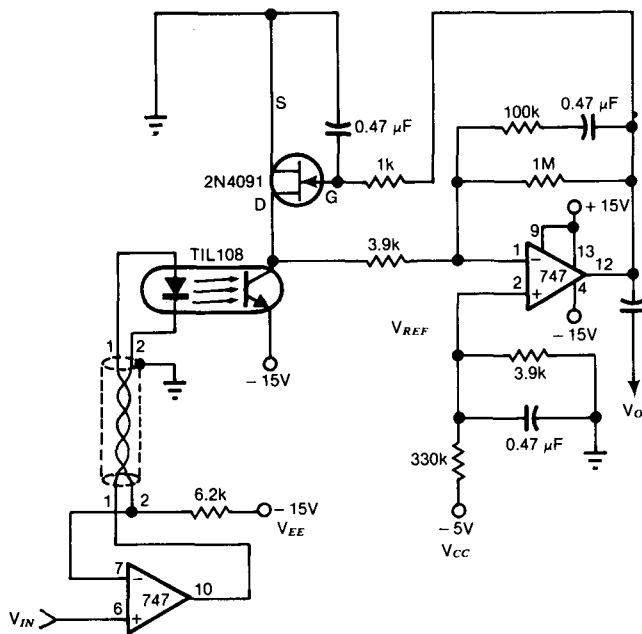 S
0.47 μF
100k
0.47 μF
2N4091
1k
1M
D
G
+ 15V
TIL108
9
13
3.9k
1
−
747
12
2
+
4
− 15V
1
2
V_REF
− 15V
3.9k
V_O
0.47 μF
330k
1
2
6.2k
− 15V
V_EE
− 5V
V_CC
7
−
747
10
V_IN
6
+